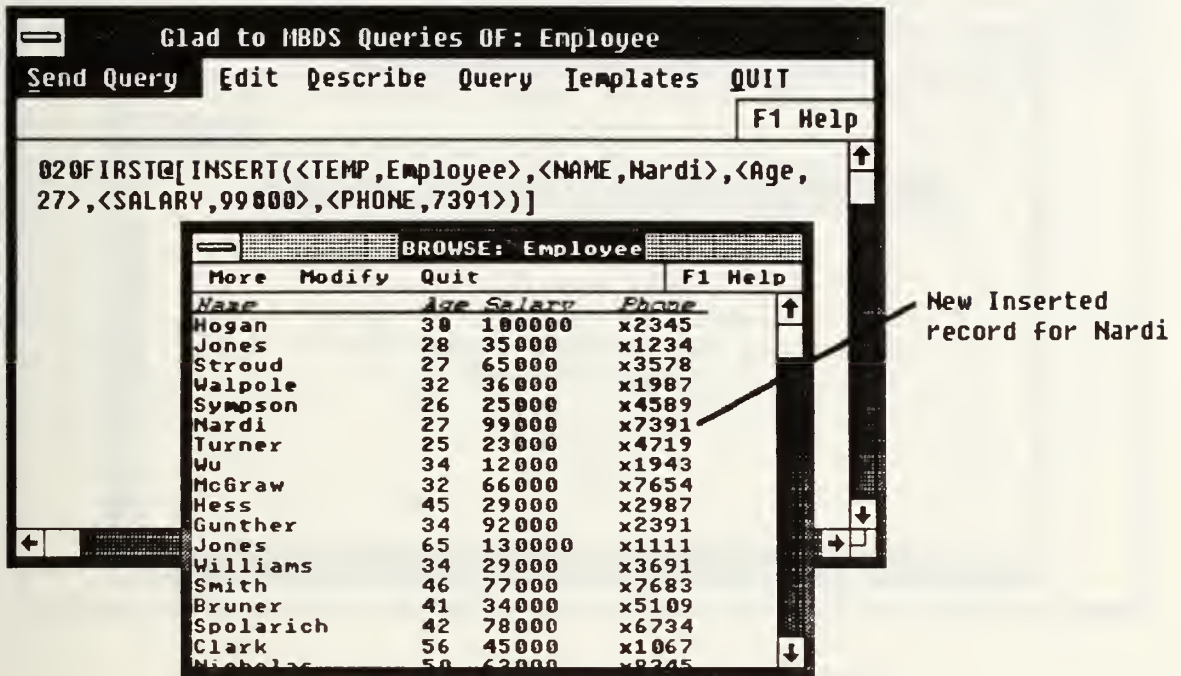 Glad to MBDS Queries OF: Employee
Send Query Edit Describe Query Templates QUIT
F1 Help
020FIRST@[INSERT(<TEMP,Employee>,<NAME,Nardi>,<Age,
27>,<SALARY,99000>,<PHONE,7391>)]
BROWSE: Employee
More Modify Quit F1 Help
Name Age Salary Phone
Hogan 30 100000 x2345
Jones 28 35000 x1234
Stroud 27 65000 x3578
Walpole 32 36000 x1987
Sympson 26 25000 x4589
Nardi 27 99000 x7391
Turner 25 23000 x4719
Wu 34 12000 x1943
McGraw 32 66000 x7654
Hess 45 29000 x2987
Gunther 34 92000 x2391
Jones 65 130000 x1111
Williams 34 29000 x3691
Smith 46 77000 x7683
Bruner 41 34000 x5109
Spolarich 42 78000 x6734
Clark 56 45000 x1067
New Inserted
record for Nardi